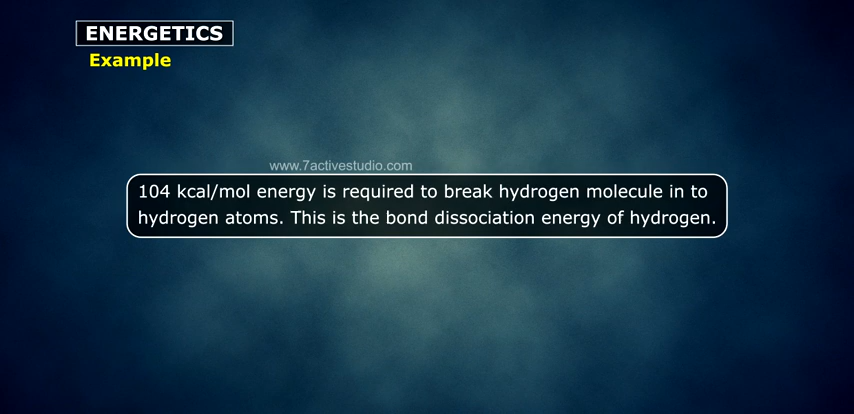 ENERGETICS
Example
www.7activestudio.com
104 kcal/mol energy is required to break hydrogen molecule in to
hydrogen atoms. This is the bond dissociation energy of hydrogen.